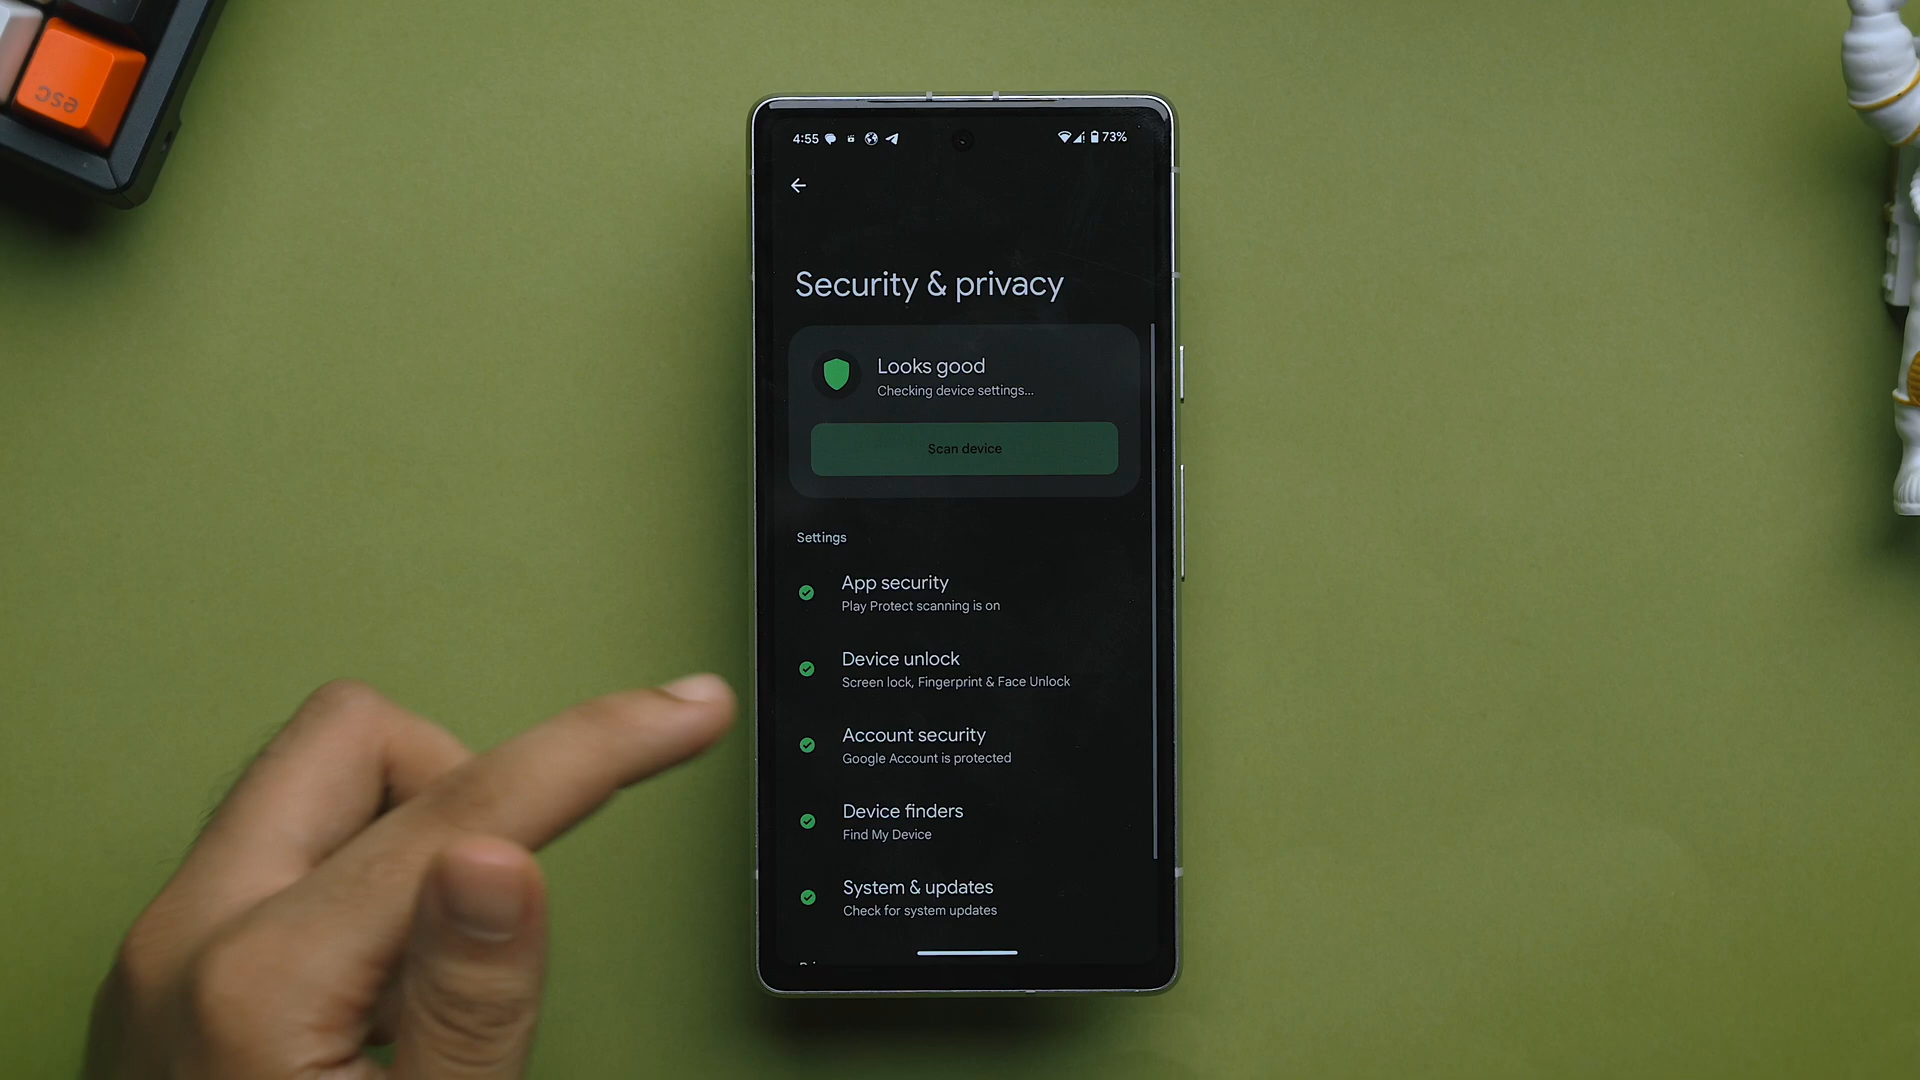 esc
4:55
73%
Security & privacy
Looks good
Checking device settings...
Scan device
Settings
App security
Play Protect scanning is on
Device unlock
Screen lock, Fingerprint & Face Unlock
Account security
Google Account is protected
Device finders
Find My Device
System & updates
Check for system updates